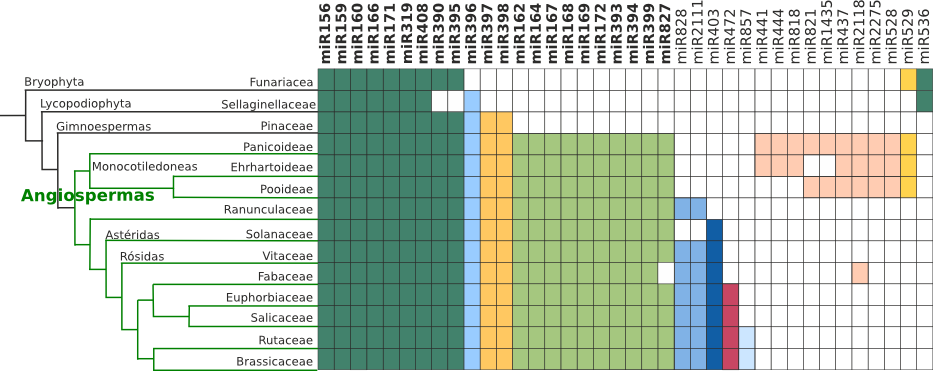 miR156
miR159
miR160
miR166
miR171
miR319
miR408
miR390
miR395
miR396
miR397
miR398
miR162
miR164
miR167
miR168
miR169
miR172
miR393
miR394
miR399
miR827
miR828
miR2111
miR403
miR472
miR857
miR441
miR444
miR818
miR821
miR1435
miR437
miR2118
miR2275
miR528
miR529
miR536
Bryophyta Funariacea
Lycopodiophyta Sellaginellaceae
Gimnoespermas Pinaceae
Panicoideae
Monocotiledoneas Ehrhartoideae
Pooideae
Angiospermas
Ranunculaceae
Astéridas Solanaceae
Rósidas Vitaceae
Fabaceae
Euphorbiaceae
Salicaceae
Rutaceae
Brassicaceae